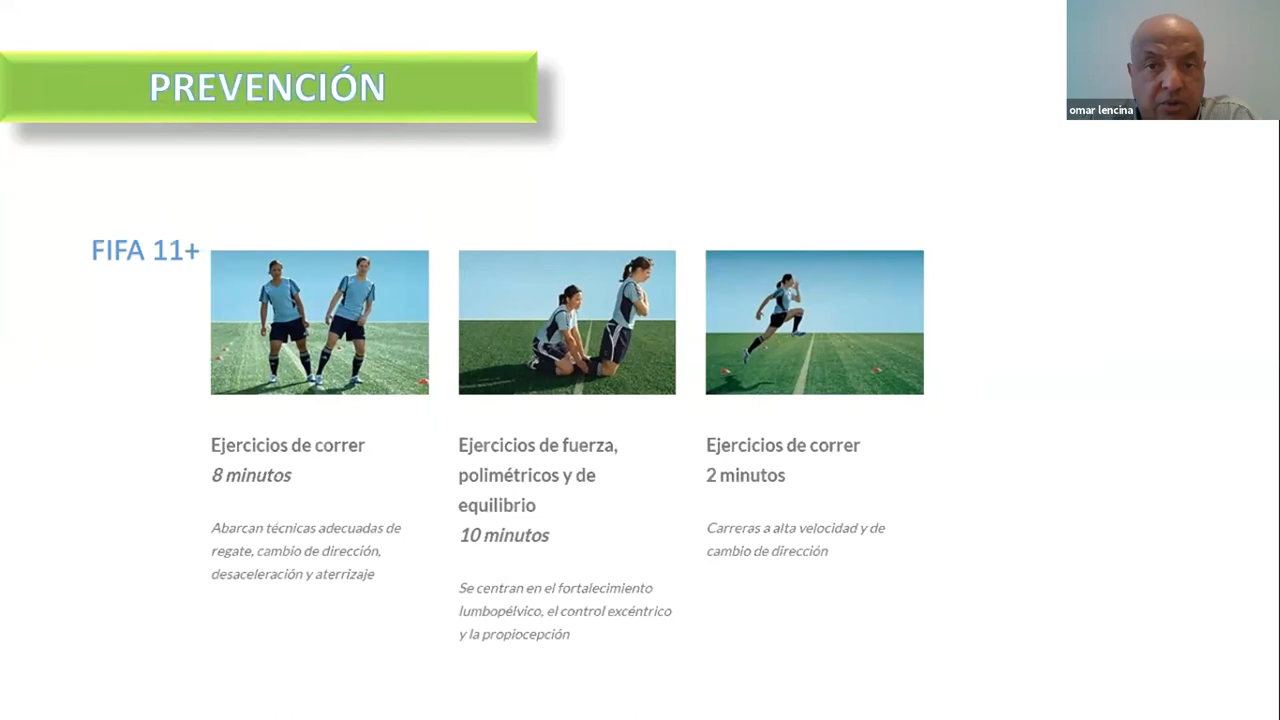 PREVENCIÓN
omar lencina
FIFA 11+
Ejercicios de correr
8 minutos
Abarcan técnicas adecuadas de
regate, cambio de dirección,
desaceleración y aterrizaje
Ejercicios de fuerza,
polimétricos y de
equilibrio
10 minutos
Se centran en el fortalecimiento
lumbopélvico, el control excéntrico
y la propiocepción
Ejercicios de correr
2 minutos
Carreras a alta velocidad y de
cambio de dirección